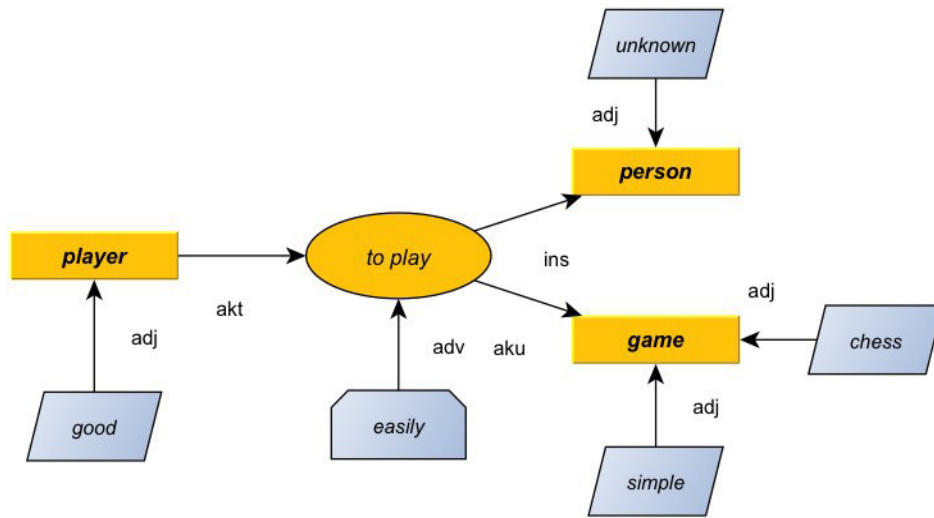 unknown
adj
person
player
to play
ins
akt
adj
adj
adv
aku
game
chess
adj
good
easily
simple